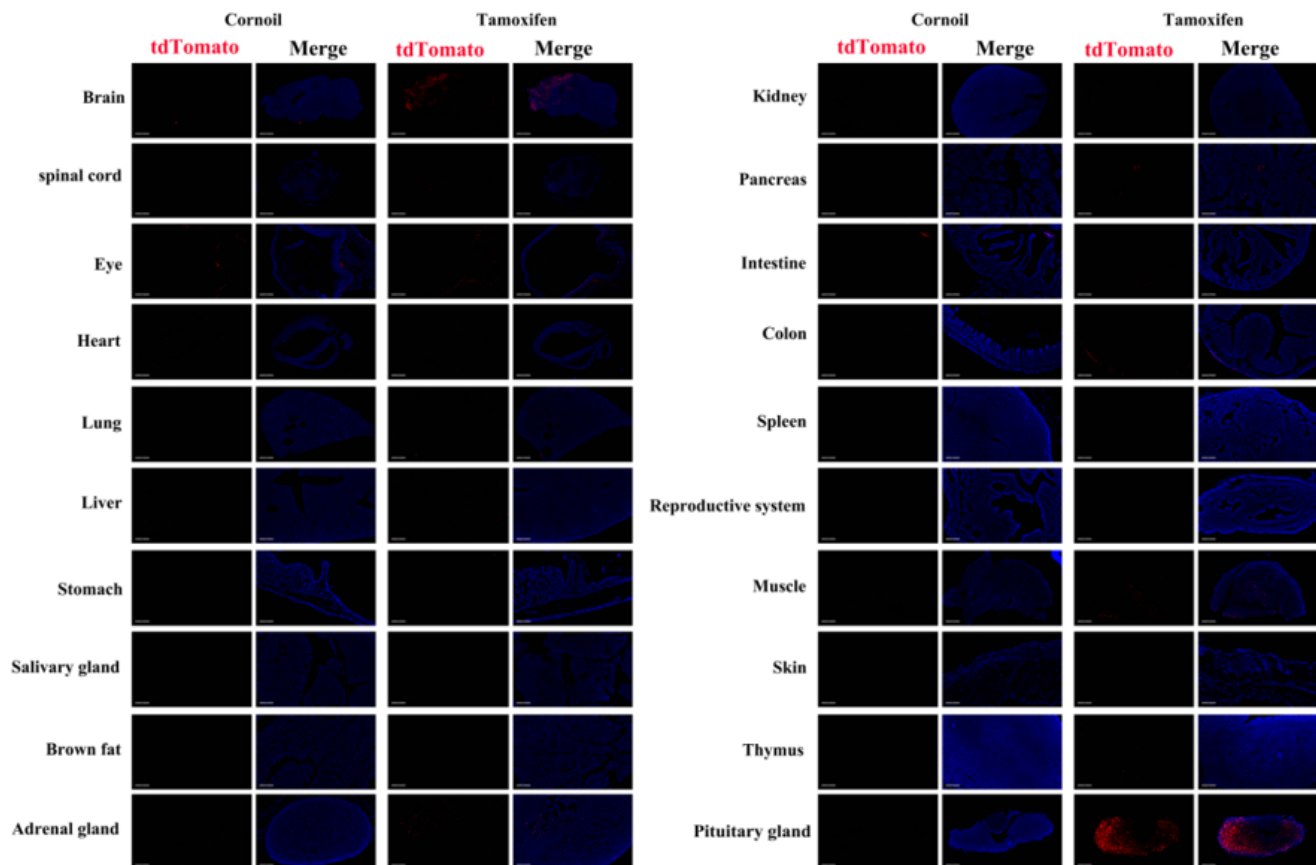 Cornoil Tamoxifen
tdTomato Merge tdTomato Merge
Brain
spinal cord
Eye
Heart
Lung
Liver
Stomach
Salivary gland
Brown fat
Adrenal gland
Cornoil Tamoxifen
tdTomato Merge tdTomato Merge
Kidney
Pancreas
Intestine
Colon
Spleen
Reproductive system
Muscle
Skin
Thymus
Pituitary gland